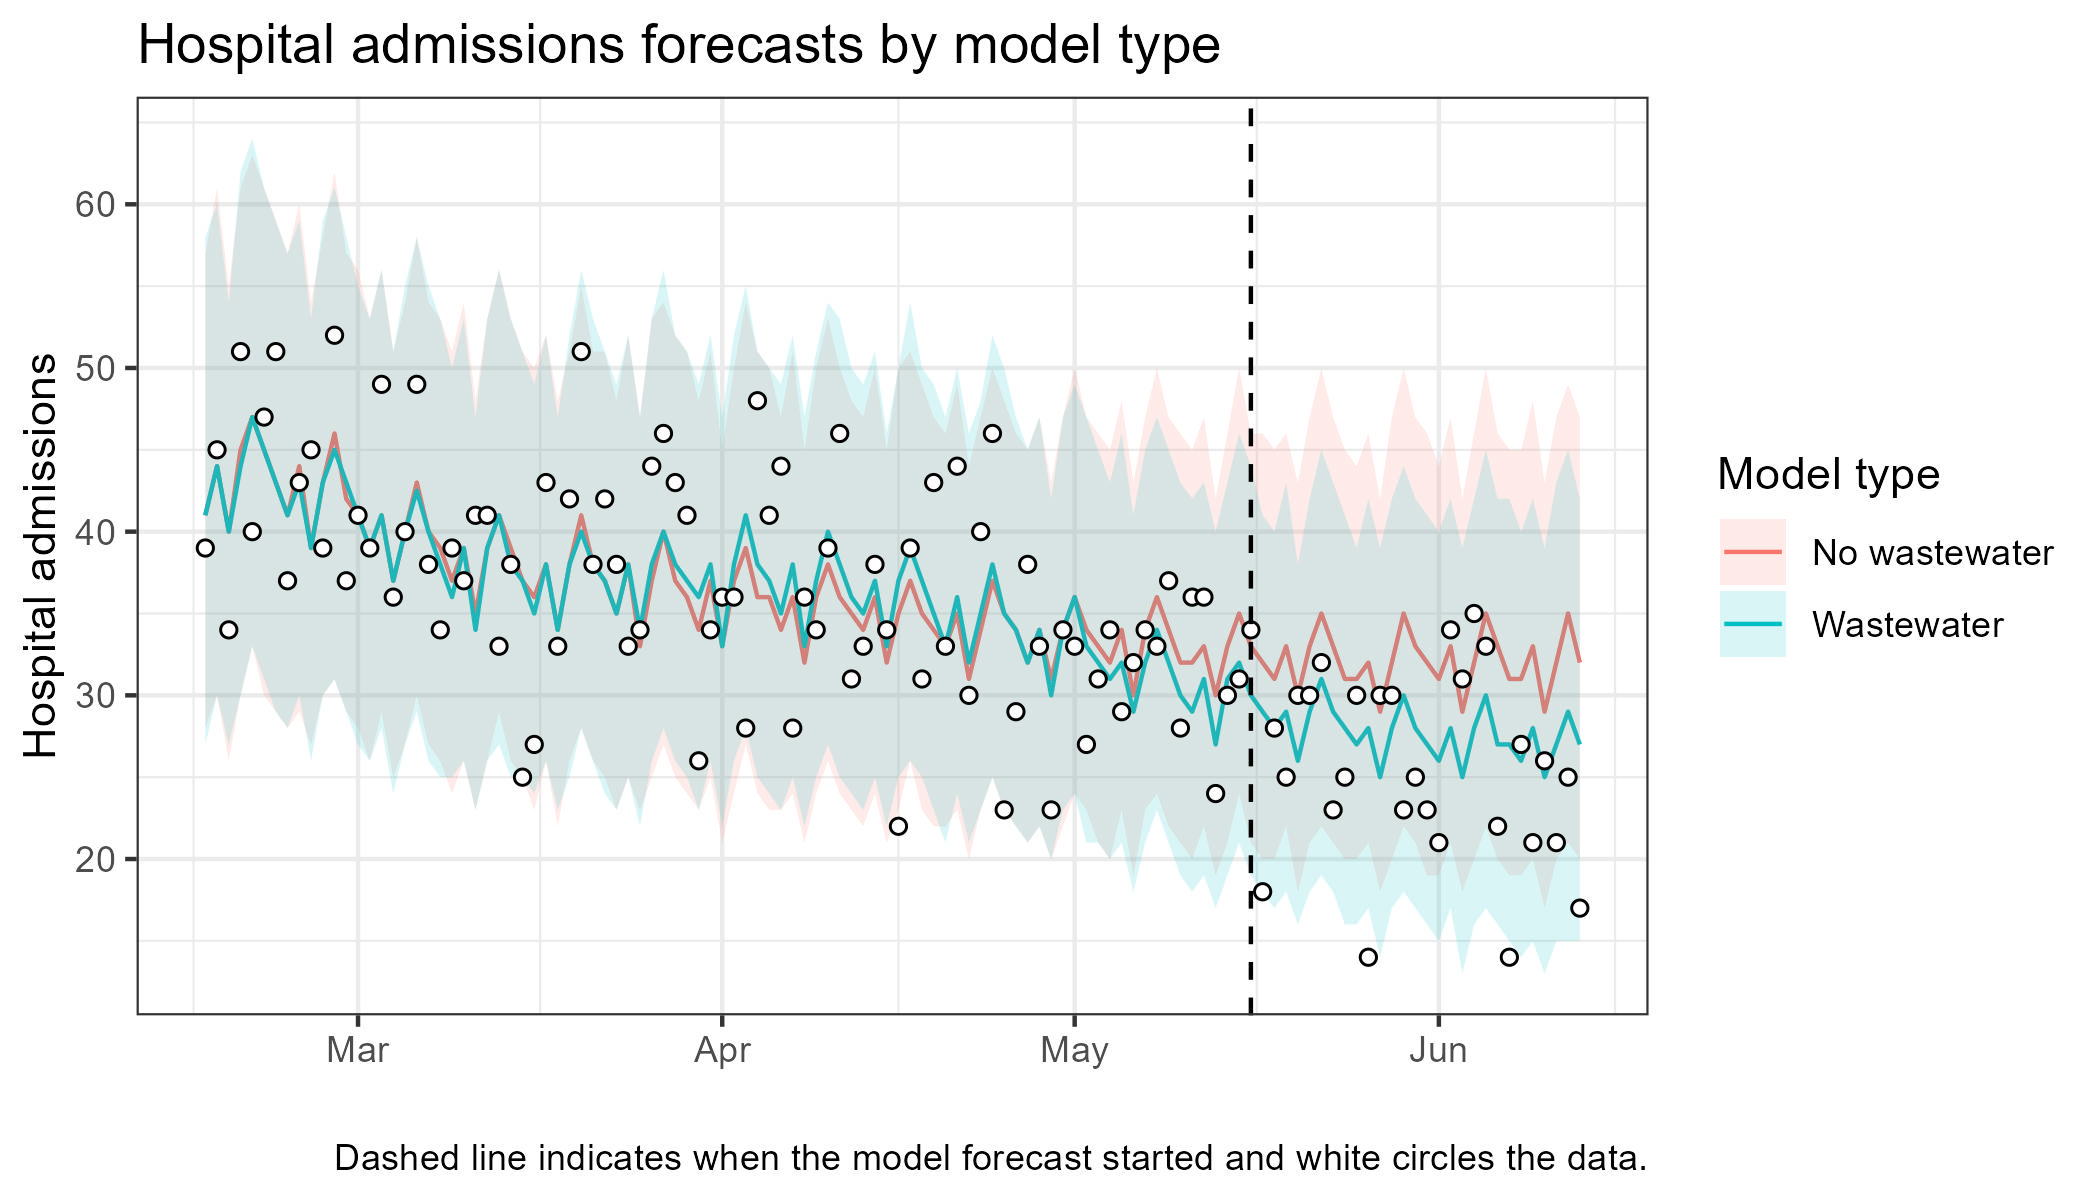 Hospital admissions forecasts by model type
Hospital admissions
60
50
40
30
20
Mar
Apr
May
Jun
Model type
No wastewater
Wastewater
Dashed line indicates when the model forecast started and white circles the data.